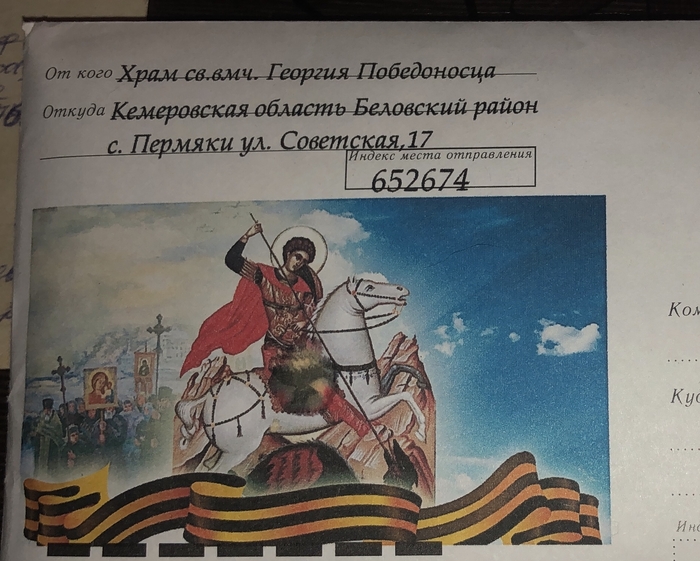 От кого Храм св.вмч. Георгия Победоносца
Откуда Кемеровская область Беловский район
с. Пермяки ул. Советская,17
Индекс места отправления
652674